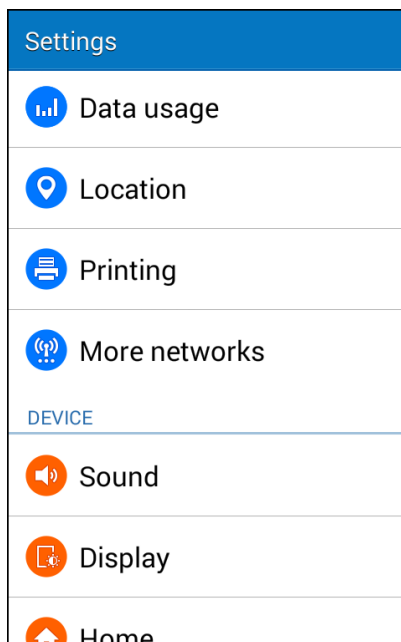 Settings
Data usage
Location
Printing
More networks
DEVICE
Sound
Display
Home